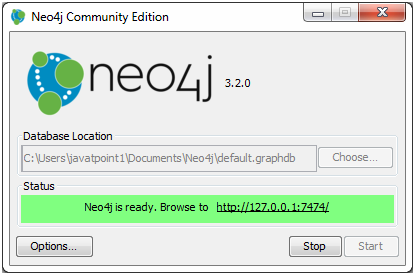 Neo4j Community Edition
neo4j 3.2.0
Database Location
C:\Users\javatpoint1\Documents\Neo4j\default.graphdb Choose...
Status
Neo4j is ready. Browse to http://127.0.0.1:7474/
Options... Stop Start